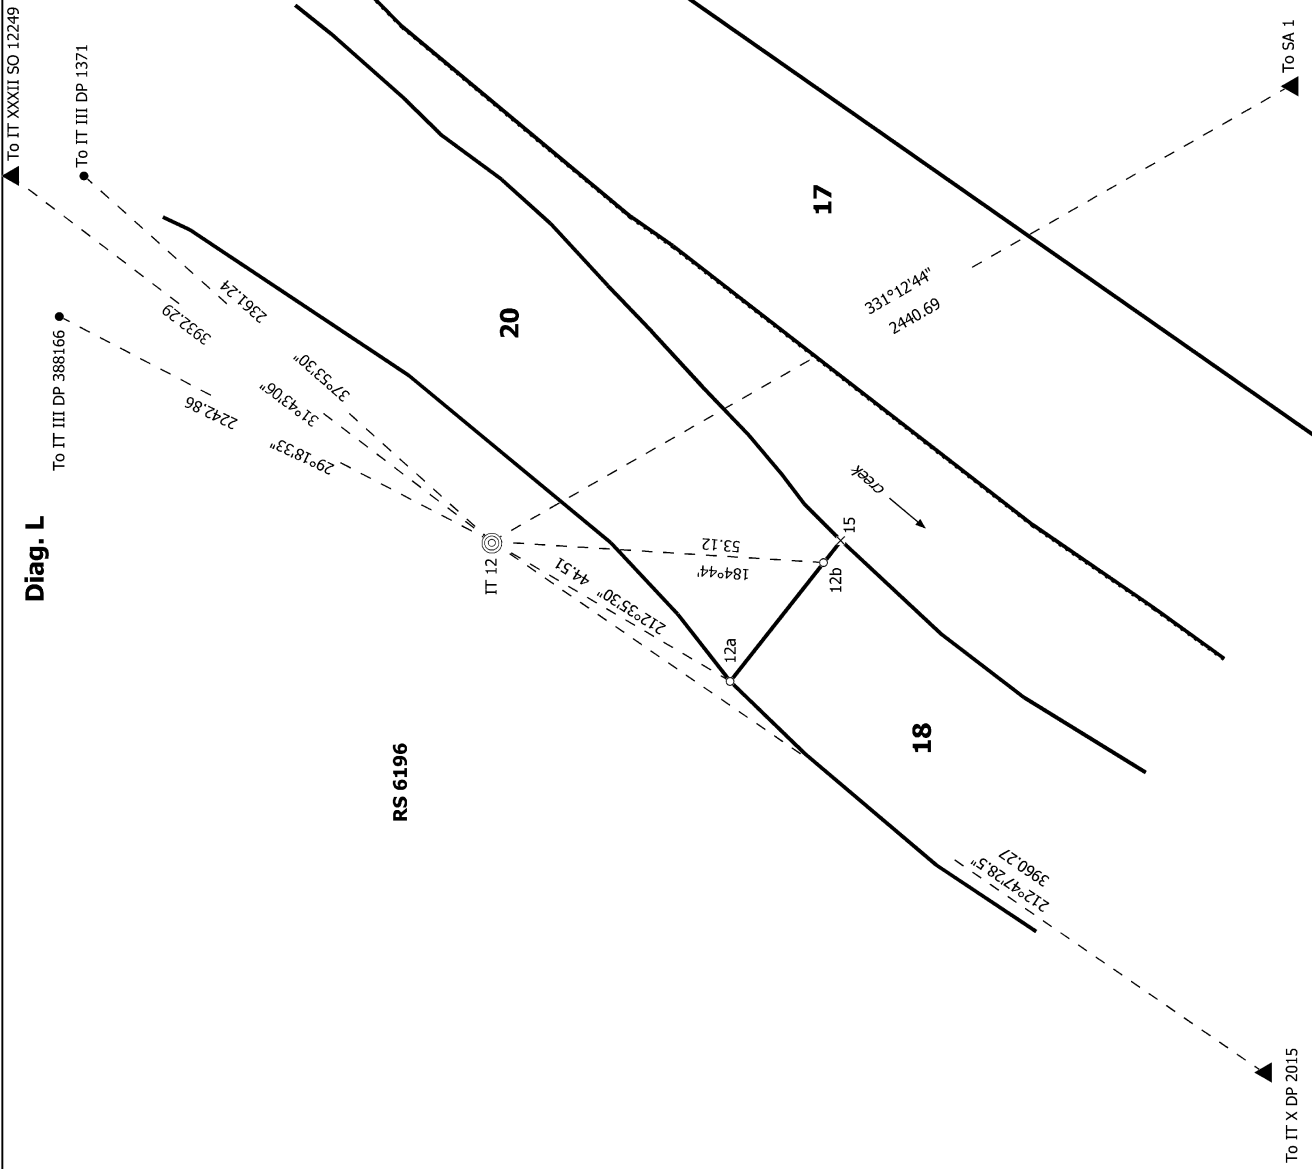 Diag. L
To IT XXXII SO 12249
To IT III DP 1371
To IT III DP 388166
2361.24
3932.29
2242.86
37°53'30"
31°43'06"
29°18'33"
IT 12
20
17
331°12'44"
2440.69
To SA 1
creek
53.12
184°44'
44.51
212°35'30"
15
12b
12a
18
RS 6196
3960.27
212°47'28.5"
To IT X DP 2015